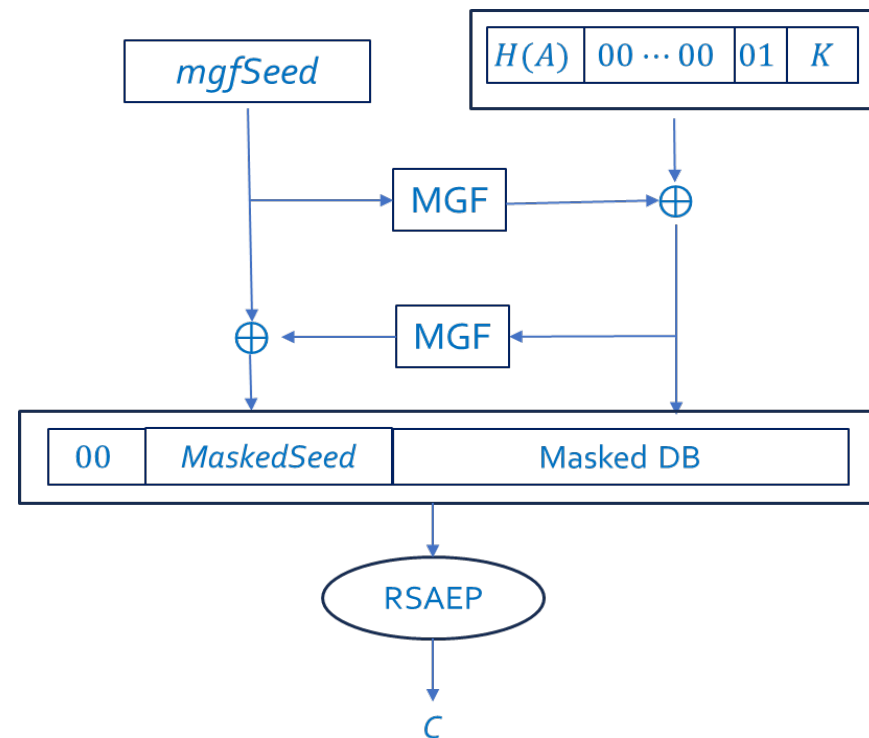 mgfSeed
H(A) 00 ⋯ 00 01 K
MGF ⊕
⊕ MGF
00 MaskedSeed Masked DB
RSAEP
C